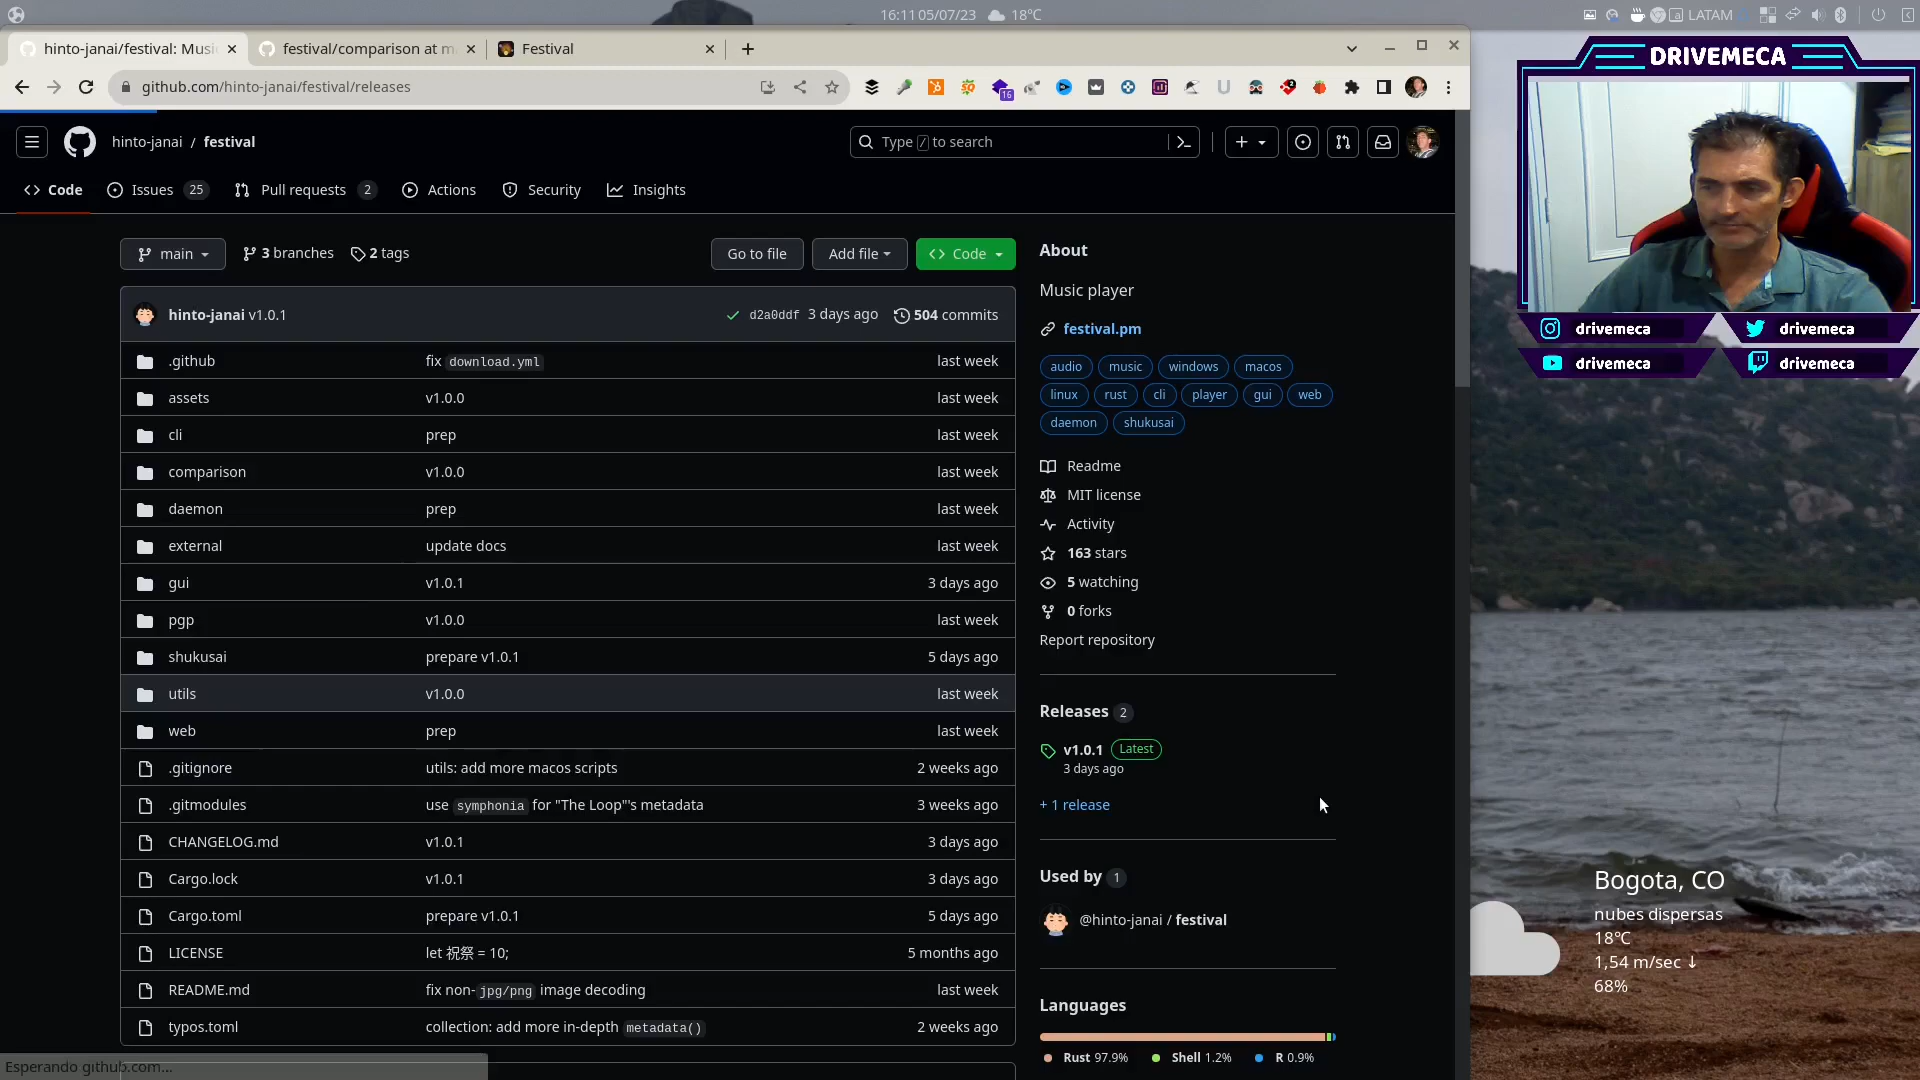 16:11 05/07/23 18°C
LATAM
hinto-janai/festival: Musi
festival/comparison at m
Festival
github.com/hinto-janai/festival/releases
16
hinto-janai / festival
Type / to search
Code
Issues 25
Pull requests 2
Actions
Security
Insights
main
3 branches
2 tags
Go to file
Add file
Code
hinto-janai v1.0.1
d2a0ddf 3 days ago
504 commits
.github fix download.yml last week
assets v1.0.0 last week
cli prep last week
comparison v1.0.0 last week
daemon prep last week
external update docs last week
gui v1.0.1 3 days ago
pgp v1.0.0 last week
shukusai prepare v1.0.1 5 days ago
utils v1.0.0 last week
web prep last week
.gitignore utils: add more macos scripts 2 weeks ago
.gitmodules use symphonia for "The Loop"'s metadata 3 weeks ago
CHANGELOG.md v1.0.1 3 days ago
Cargo.lock v1.0.1 3 days ago
Cargo.toml prepare v1.0.1 5 days ago
LICENSE let 祝祭 = 10; 5 months ago
README.md fix non-jpg/png image decoding last week
typos.toml collection: add more in-depth metadata() 2 weeks ago
Esperando github.com...
About
Music player
festival.pm
audio music windows macos
linux rust cli player gui web
daemon shukusai
Readme
MIT license
Activity
163 stars
5 watching
0 forks
Report repository
Releases 2
v1.0.1 Latest
3 days ago
+ 1 release
Used by 1
@hinto-janai / festival
Languages
Rust 97.9% Shell 1.2% R 0.9%
DRIVEMECA
drivemeca drivemeca
drivemeca drivemeca
Bogota, CO
nubes dispersas
18°C
1,54 m/sec ↓
68%